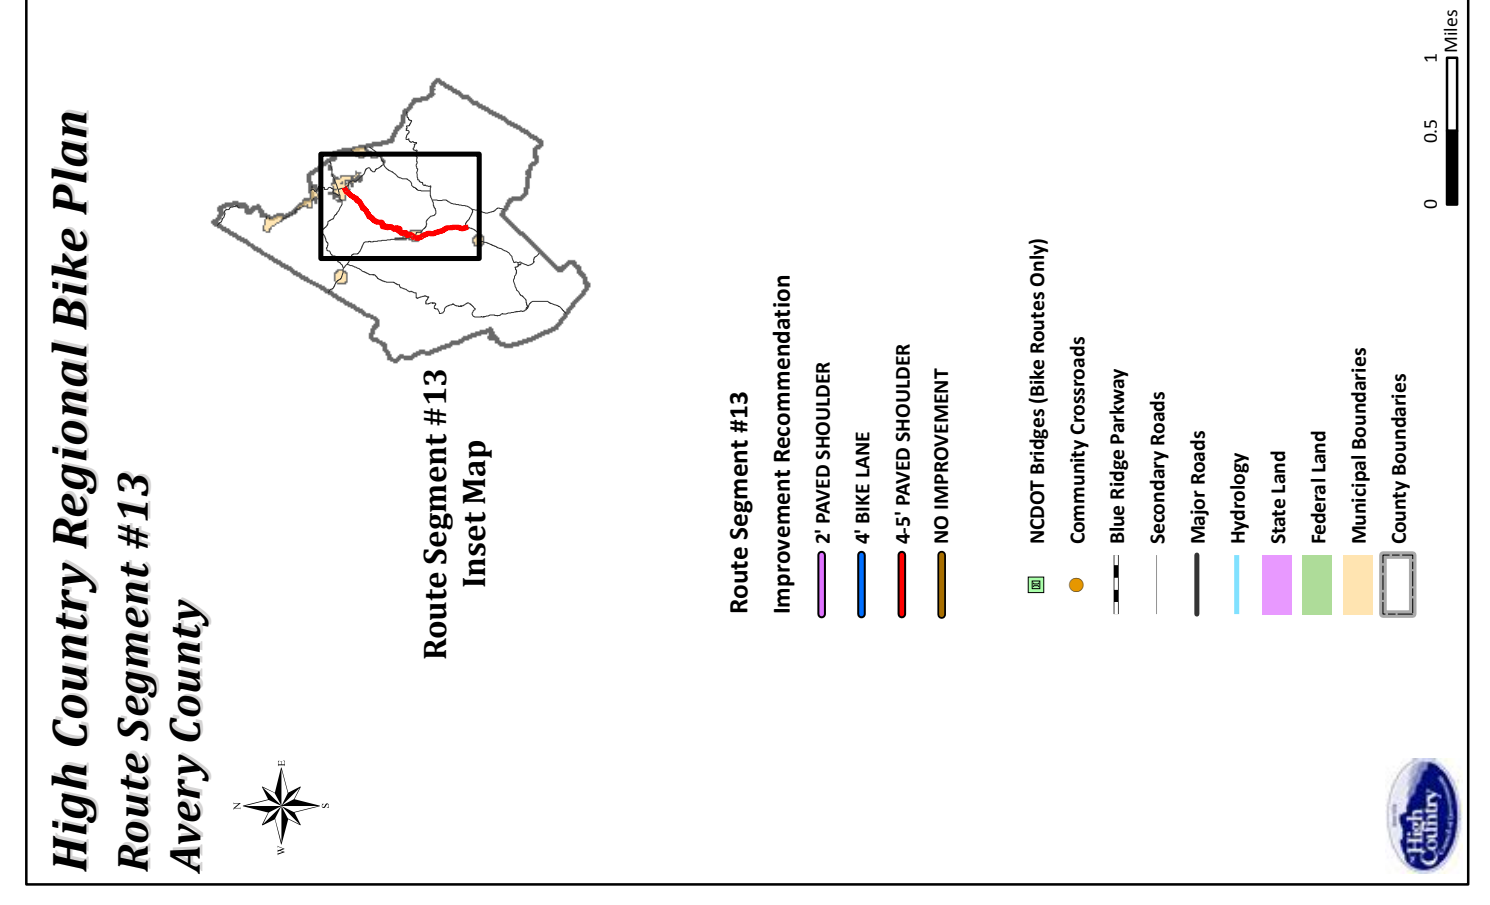 High Country Regional Bike Plan
Route Segment #13
Avery County
N
W
E
S
Route Segment #13
Inset Map
Route Segment #13
Improvement Recommendation
2' PAVED SHOULDER
4' BIKE LANE
4-5' PAVED SHOULDER
NO IMPROVEMENT
NCDOT Bridges (Bike Routes Only)
Community Crossroads
Blue Ridge Parkway
Secondary Roads
Major Roads
Hydrology
State Land
Federal Land
Municipal Boundaries
County Boundaries
High
Country
0 0.5 1
Miles